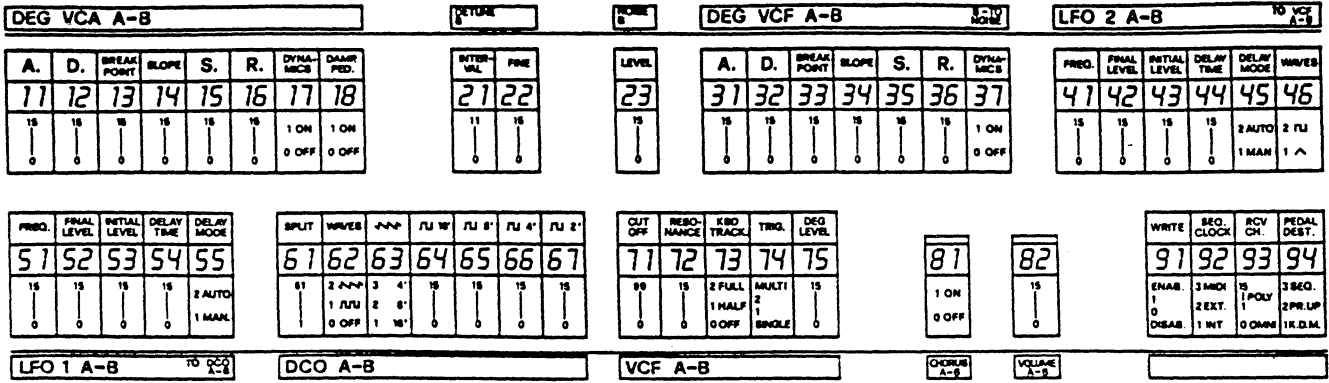 DEG VCA A-B
DETUNE B
NOISE B
DEG VCF A-B
B-TO NOISE
LFO 2 A-B
TO VCF A-B
A. D. BREAK POINT SLOPE S. R. DYNA-MICS DAMP. PED.
INTER-VAL FINE
LEVEL
A. D. BREAK POINT SLOPE S. R. DYNA-MICS
FREQ. FINAL LEVEL INITIAL LEVEL DELAY TIME DELAY MODE WAVES
11 12 13 14 15 16 17 18
21 22
23
31 32 33 34 35 36 37
41 42 43 44 45 46
15 15 15 15 15 15
1 ON 1 ON
11 15
15
15 15 15 15 15 15
1 ON
15 15 15 15
2 AUTO 2
0 0 0 0 0 0
0 OFF 0 OFF
0 0
0
0 0 0 0 0 0
0 OFF
0 0 0 0
1 MAN. 1
FREQ. FINAL LEVEL INITIAL LEVEL DELAY TIME DELAY MODE
SPLIT WAVES 16' 8' 4' 2'
CUT OFF RESO-NANCE KBD TRACK. TRIG. DEG LEVEL
WRITE SEQ. CLOCK RCV CH. PEDAL DEST.
51 52 53 54 55
61 62 63 64 65 66 67
71 72 73 74 75
81
82
91 92 93 94
15 15 15 15
2 AUTO
0 0 0 0
1 MAN.
61
1
2
1
0 OFF
3 4'
2 8'
1 16'
15 15 15 15
0 0 0 0
99 15
0 0
2 FULL
1 HALF
0 OFF
MULTI
2
1
SINGLE
15
0
1 ON
0 OFF
15
0
ENAB.
1
0
DISAB.
3 MIDI
2 EXT.
1 INT
15
POLY
1
0 OMNI
3 SEQ.
2 PR.UP
1 K.D.M.
LFO 1 A-B
TO DCO A-B
DCO A-B
VCF A-B
CHORUS A-B
VOLUME A-B